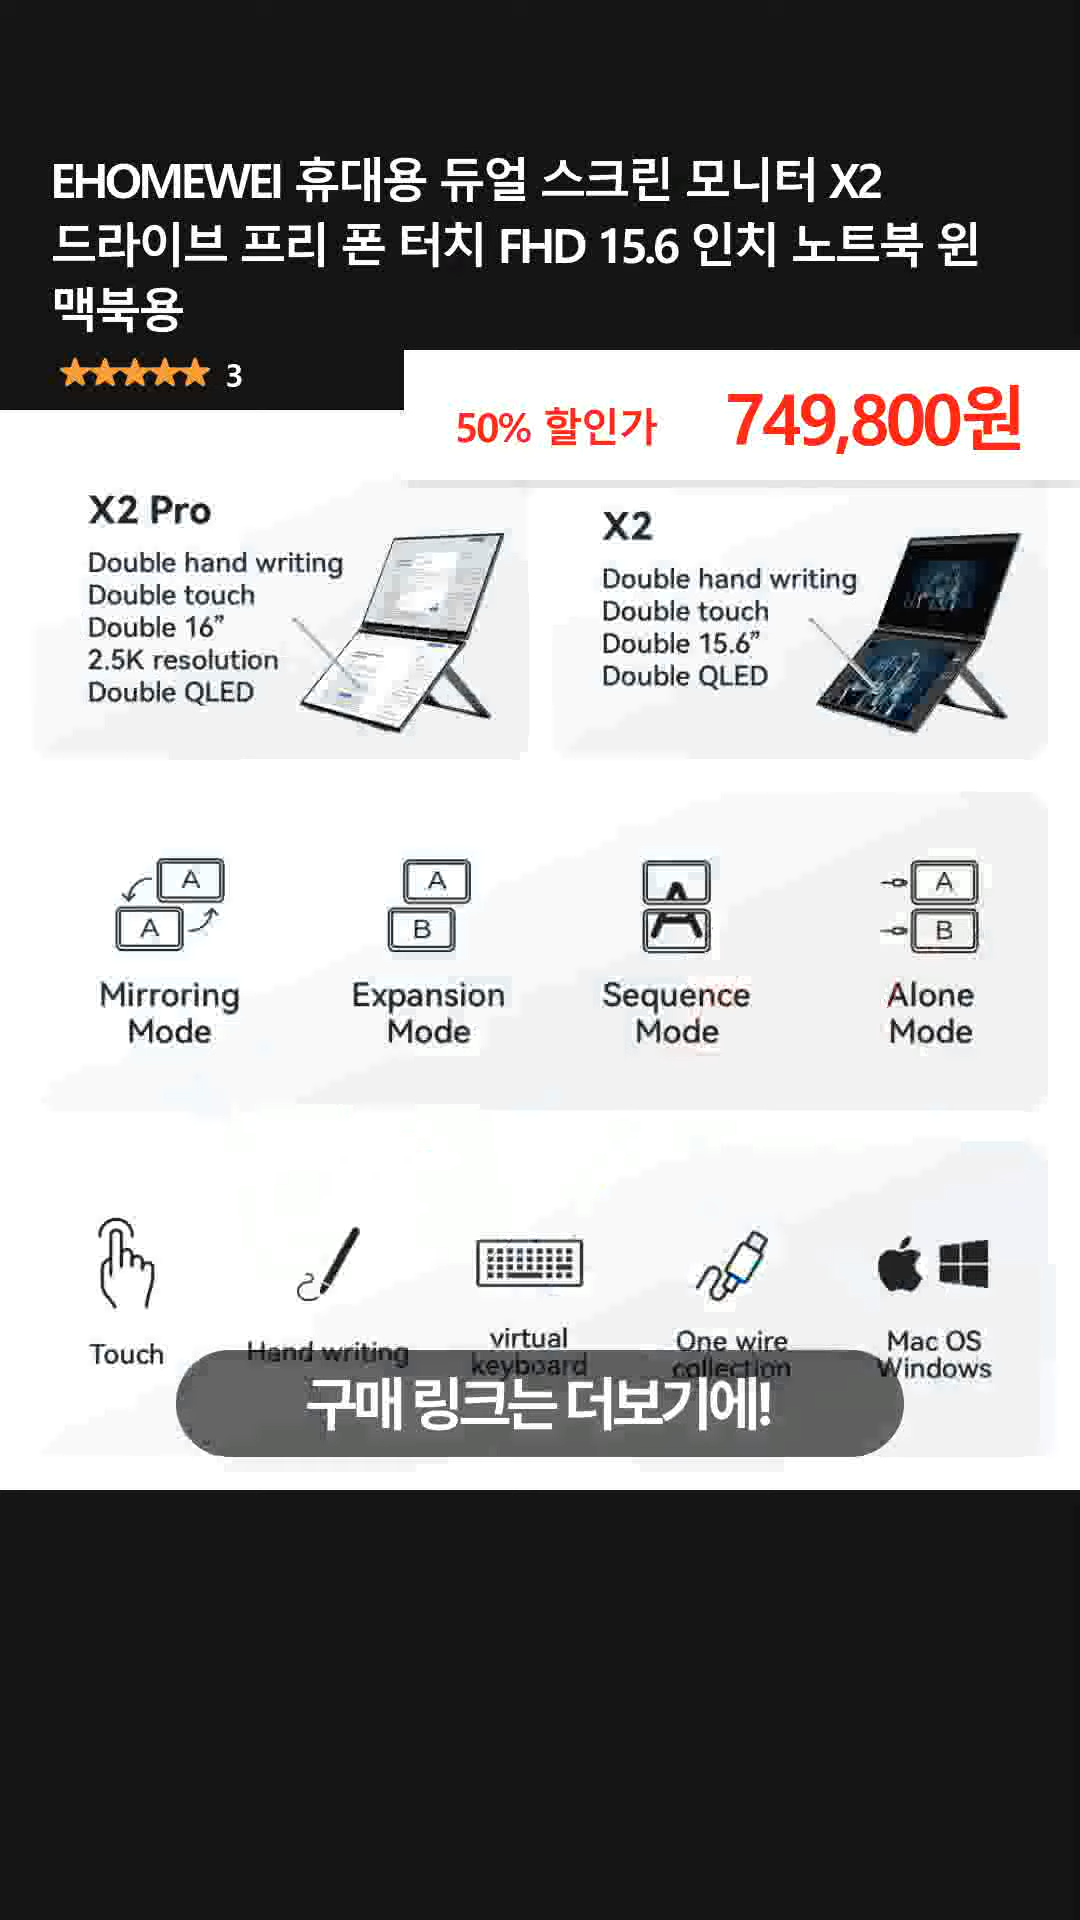 EHOMEWEI 휴대용 듀얼 스크린 모니터 X2
드라이브 프리 폰 터치 FHD 15.6 인치 노트북 윈
맥북용
3
50% 할인가 749,800원
X2 Pro
Double hand writing
Double touch
Double 16”
2.5K resolution
Double QLED
X2
Double hand writing
Double touch
Double 15.6”
Double QLED
A
A
Mirroring
Mode
A
B
Expansion
Mode
A
Sequence
Mode
A
B
Alone
Mode
Touch
Hand writing
virtual
keyboard
One wire
collection
Mac OS
Windows
구매 링크는 더보기에!